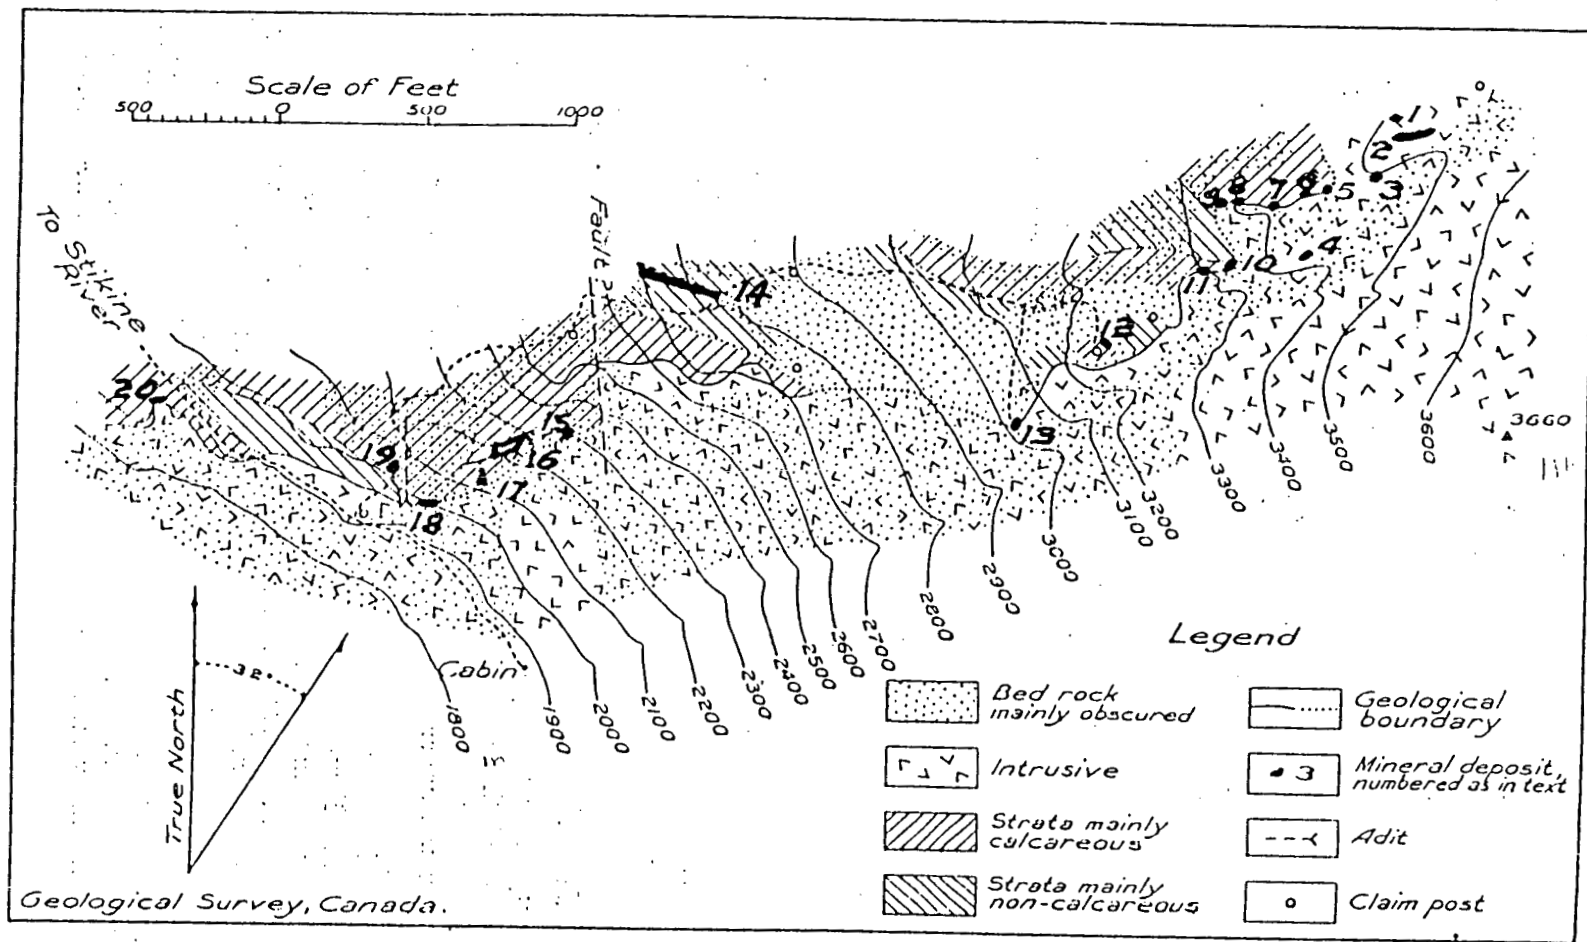 Scale of Feet
500 0 500 1000
To Stikine
River
Fault?
1
2
3
4
5
6
7
8
9
10
11
12
13
14
15
16
17
18
19
20
3660
3600
3500
3400
3300
3200
3100
3000
2900
2800
2700
2600
2500
2400
2300
2200
2100
2000
1900
1800
Cabin
True North
32°
Legend
Bed rock
mainly obscured
Intrusive
Strata mainly
calcareous
Strata mainly
non-calcareous
Geological
boundary
3
Mineral deposit,
numbered as in text
Adit
Claim post
Geological Survey, Canada.